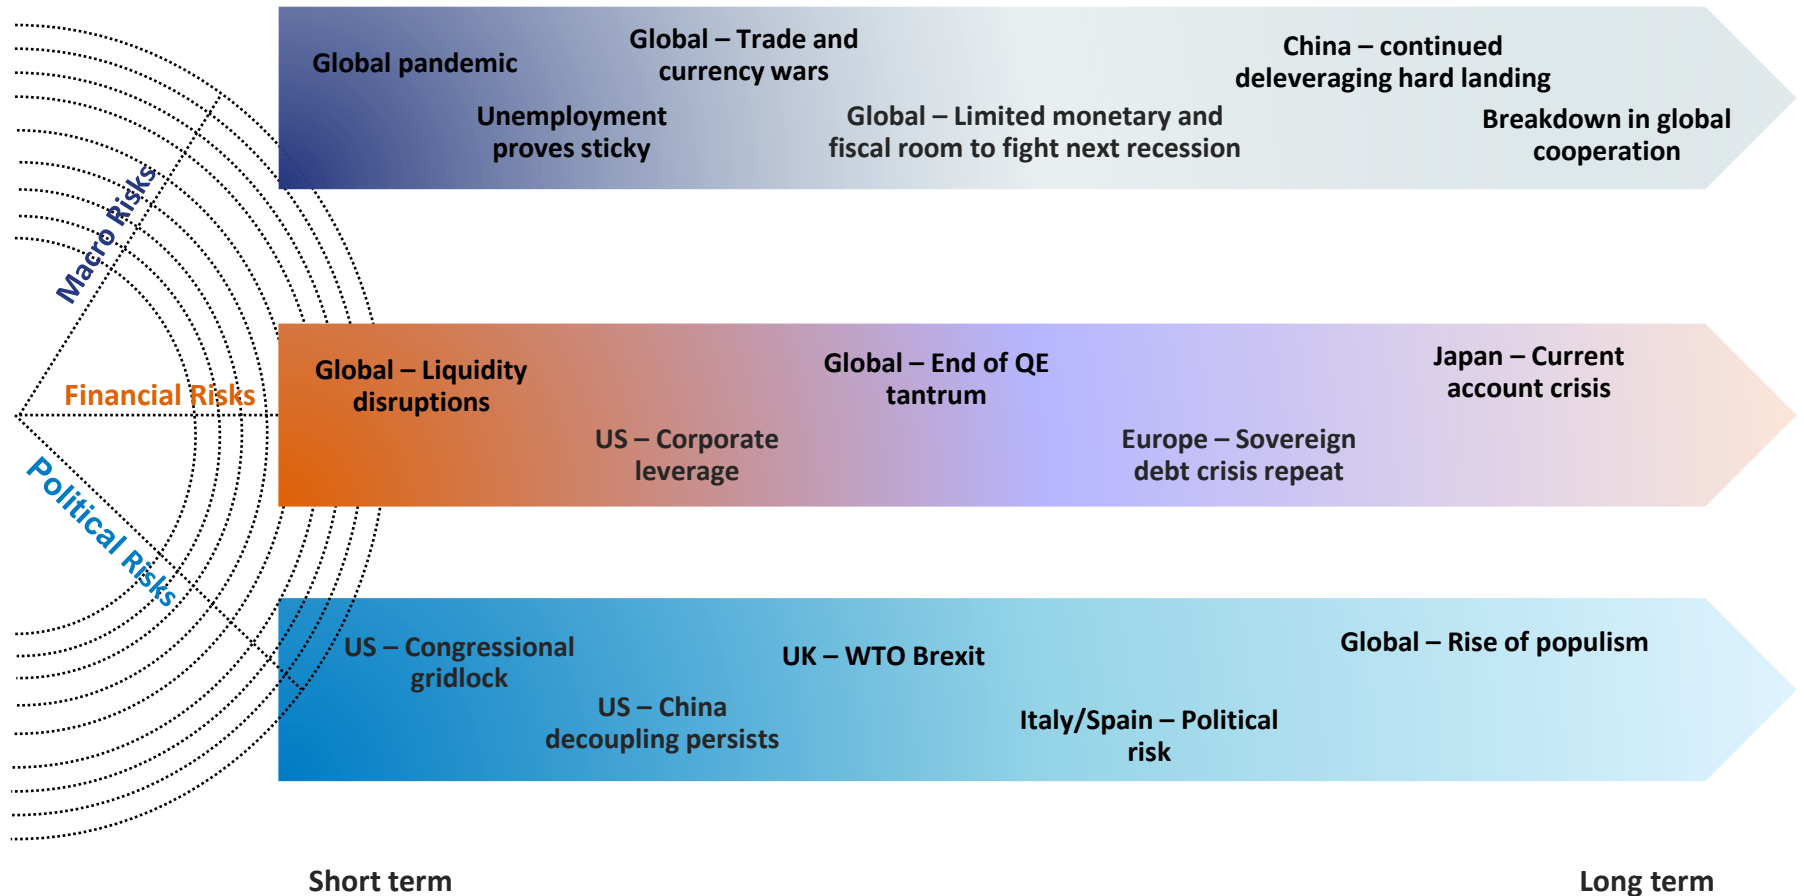 Macro Risks
Global pandemic
Unemployment
proves sticky
Global – Trade and
currency wars
Global – Limited monetary and
fiscal room to fight next recession
China – continued
deleveraging hard landing
Breakdown in global
cooperation
Financial Risks
Global – Liquidity
disruptions
US – Corporate
leverage
Global – End of QE
tantrum
Europe – Sovereign
debt crisis repeat
Japan – Current
account crisis
Political Risks
US – Congressional
gridlock
US – China
decoupling persists
UK – WTO Brexit
Italy/Spain – Political
risk
Global – Rise of populism
Short term
Long term